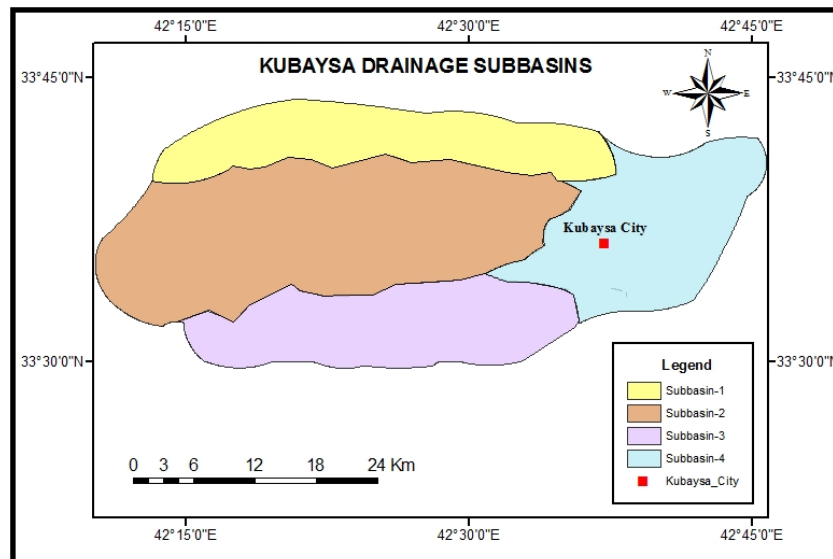 42°15'0"E 42°30'0"E 42°45'0"E
KUBAYSA DRAINAGE SUBBASINS
N
W E
S
33°45'0"N 33°45'0"N
Kubaysa City
33°30'0"N 33°30'0"N
Legend
Subbasin-1
Subbasin-2
Subbasin-3
Subbasin-4
Kubaysa_City
0 3 6 12 18 24 Km
42°15'0"E 42°30'0"E 42°45'0"E